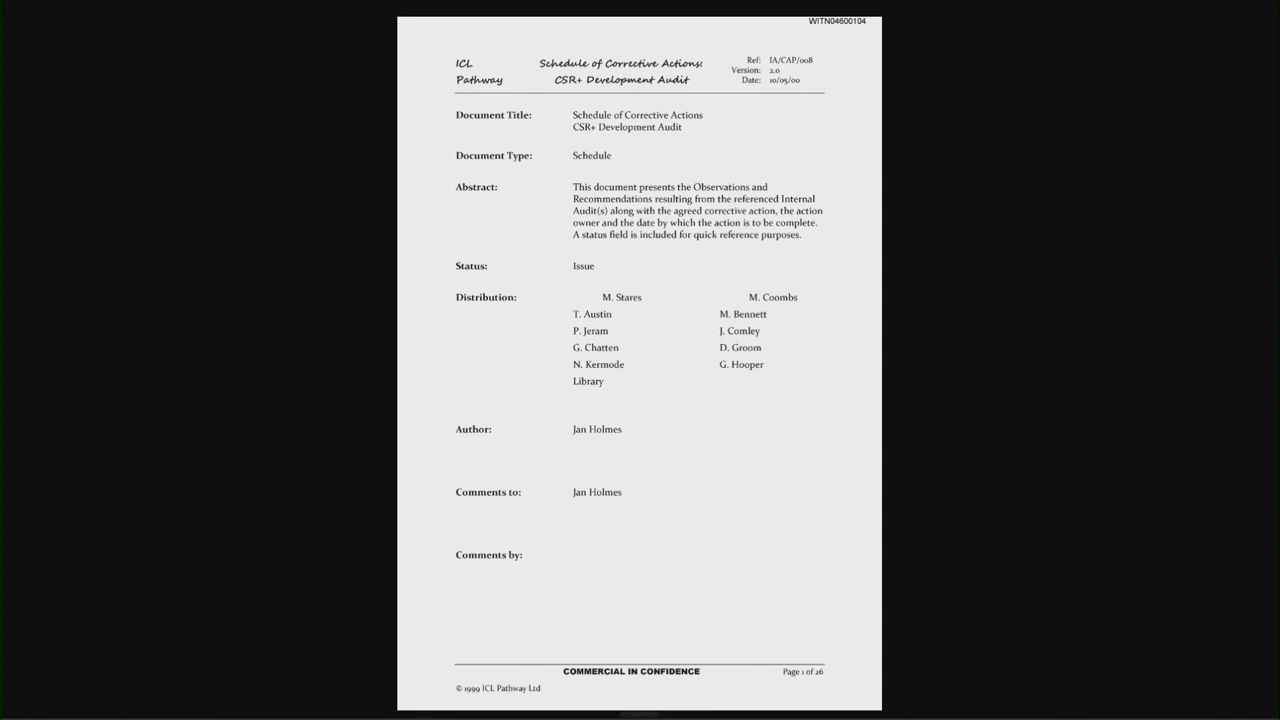 WITN04600104
ICL Schedule of Corrective Actions: Ref: IA/CAP/008
Version: 2.0
Pathway CSR+ Development Audit Date: 10/05/00
Document Title: Schedule of Corrective Actions
CSR+ Development Audit
Document Type: Schedule
Abstract: This document presents the Observations and
Recommendations resulting from the referenced Internal
Audit(s) along with the agreed corrective action, the action
owner and the date by which the action is to be complete.
A status field is included for quick reference purposes.
Status: Issue
Distribution: M. Stares M. Coombs
T. Austin M. Bennett
P. Jeram J. Comley
G. Chatten D. Groom
N. Kermode G. Hooper
Library
Author: Jan Holmes
Comments to: Jan Holmes
Comments by:
COMMERCIAL IN CONFIDENCE Page 1 of 26
© 1999 ICL Pathway Ltd